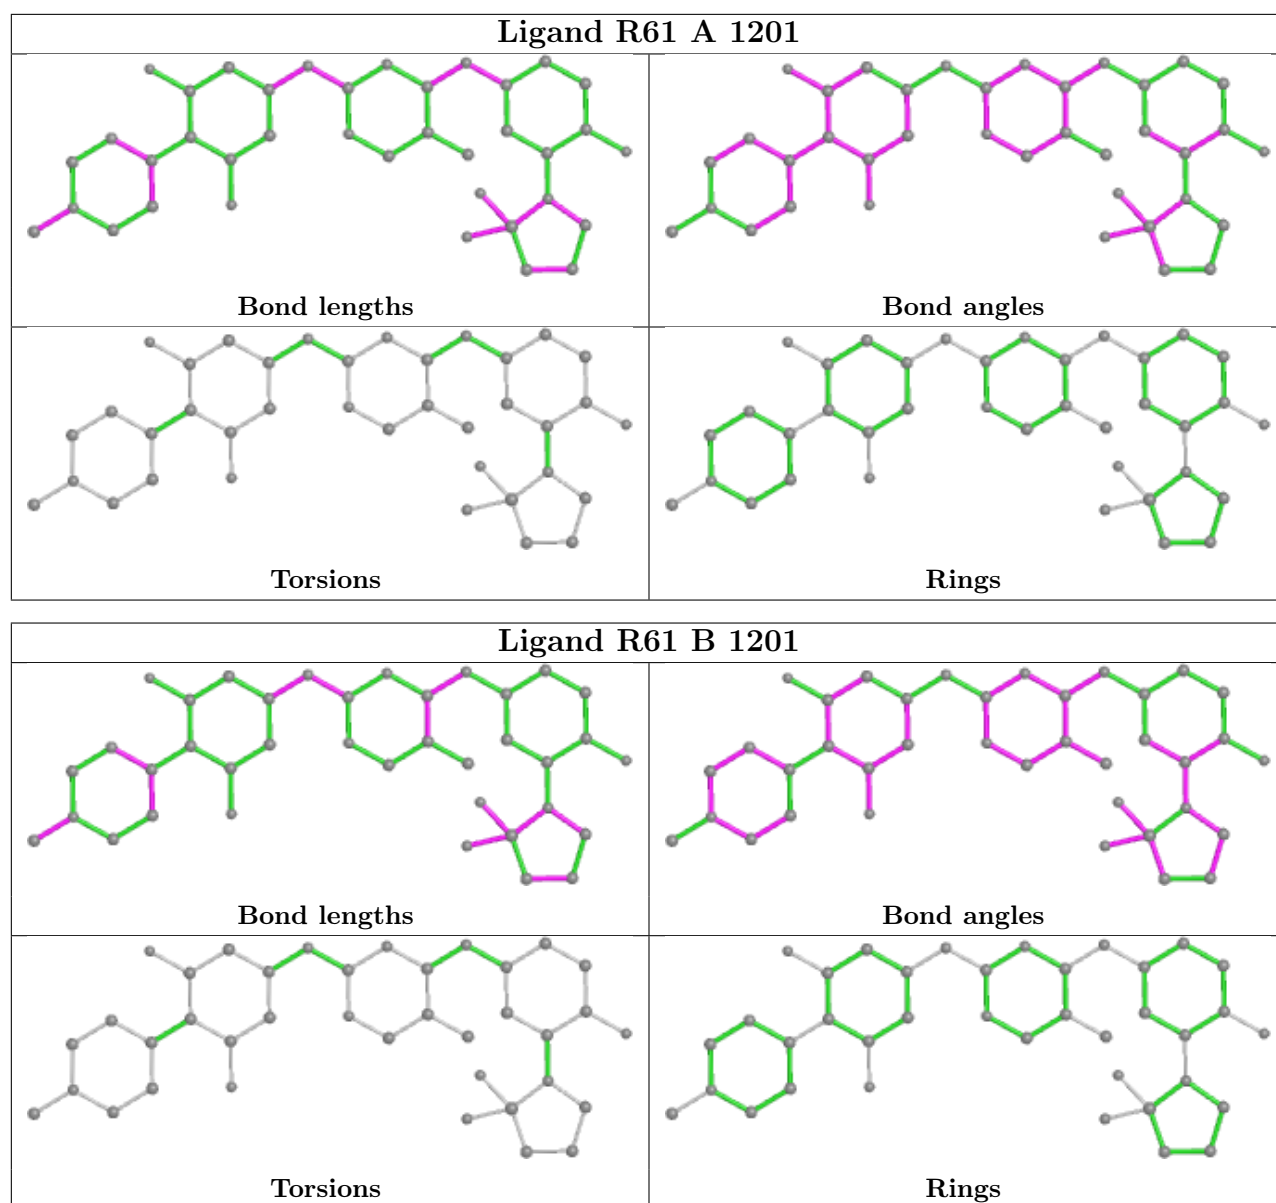 Ligand R61 A 1201
Bond lengths
Bond angles
Torsions
Rings
Ligand R61 B 1201
Bond lengths
Bond angles
Torsions
Rings